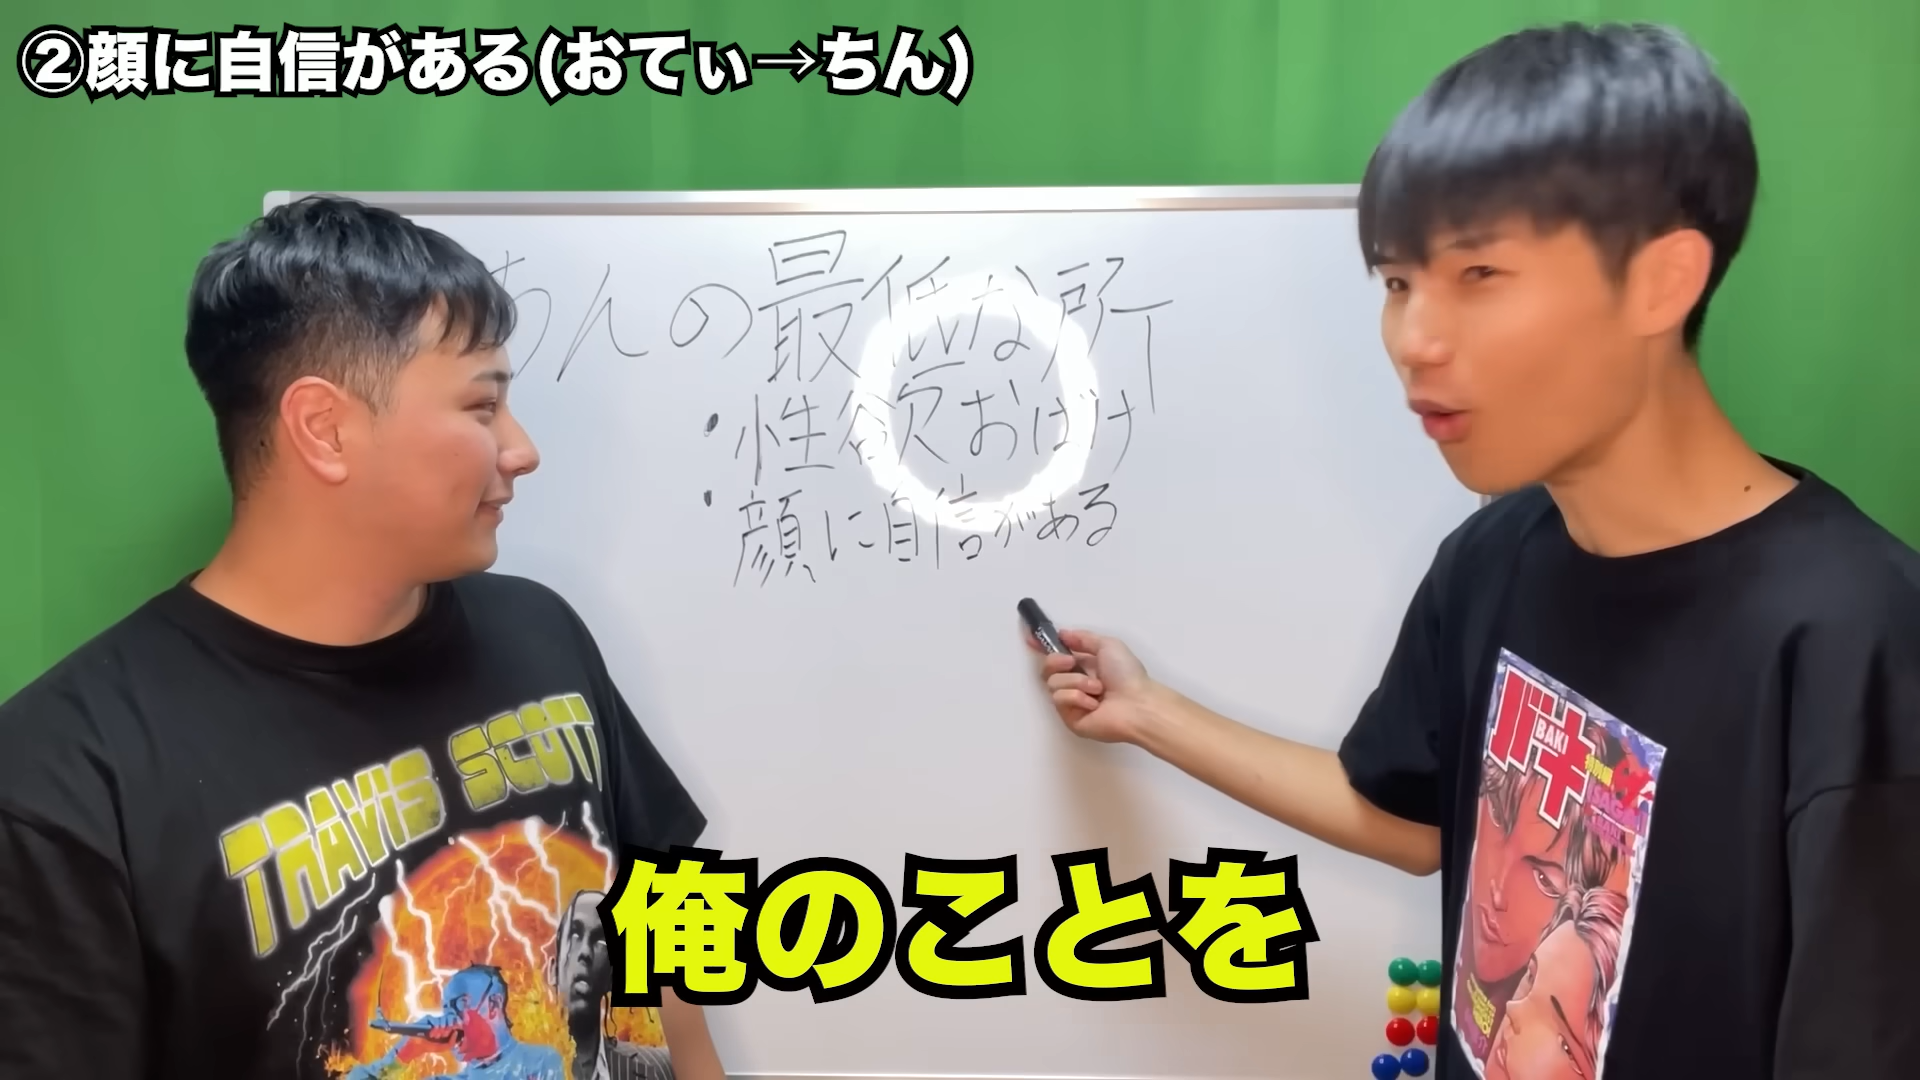 ②顔に自信がある(おてぃ→ちん)
ちんの最低な所
・性欲おばけ
・顔に自信がある
TRAVIS SCOTT
バキ
BAKI
俺のことを